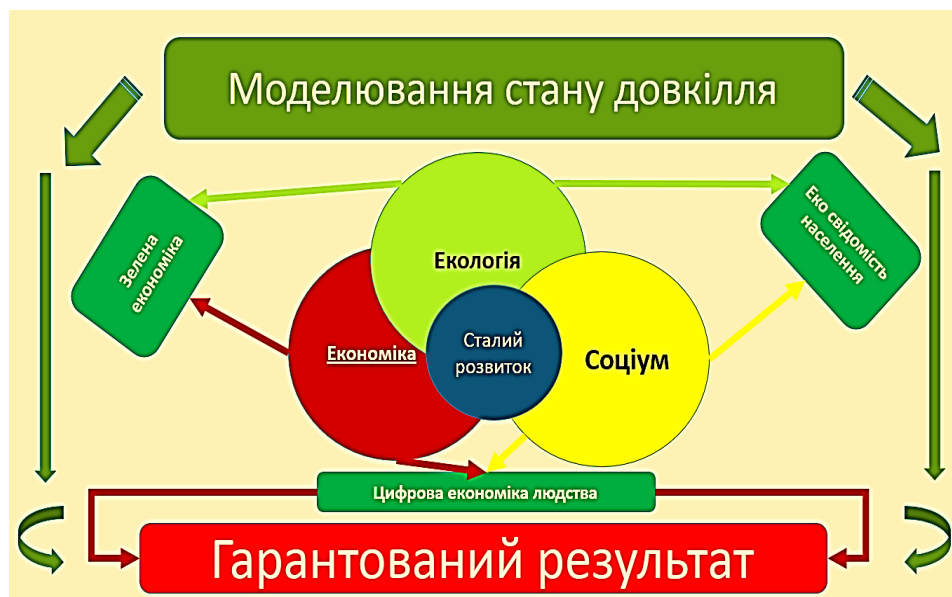 Моделювання стану довкілля
Зелена
економіка
Еко свідомість
населення
Екологія
Економіка
Сталий
розвиток
Соціум
Цифрова економіка людства
Гарантований результат